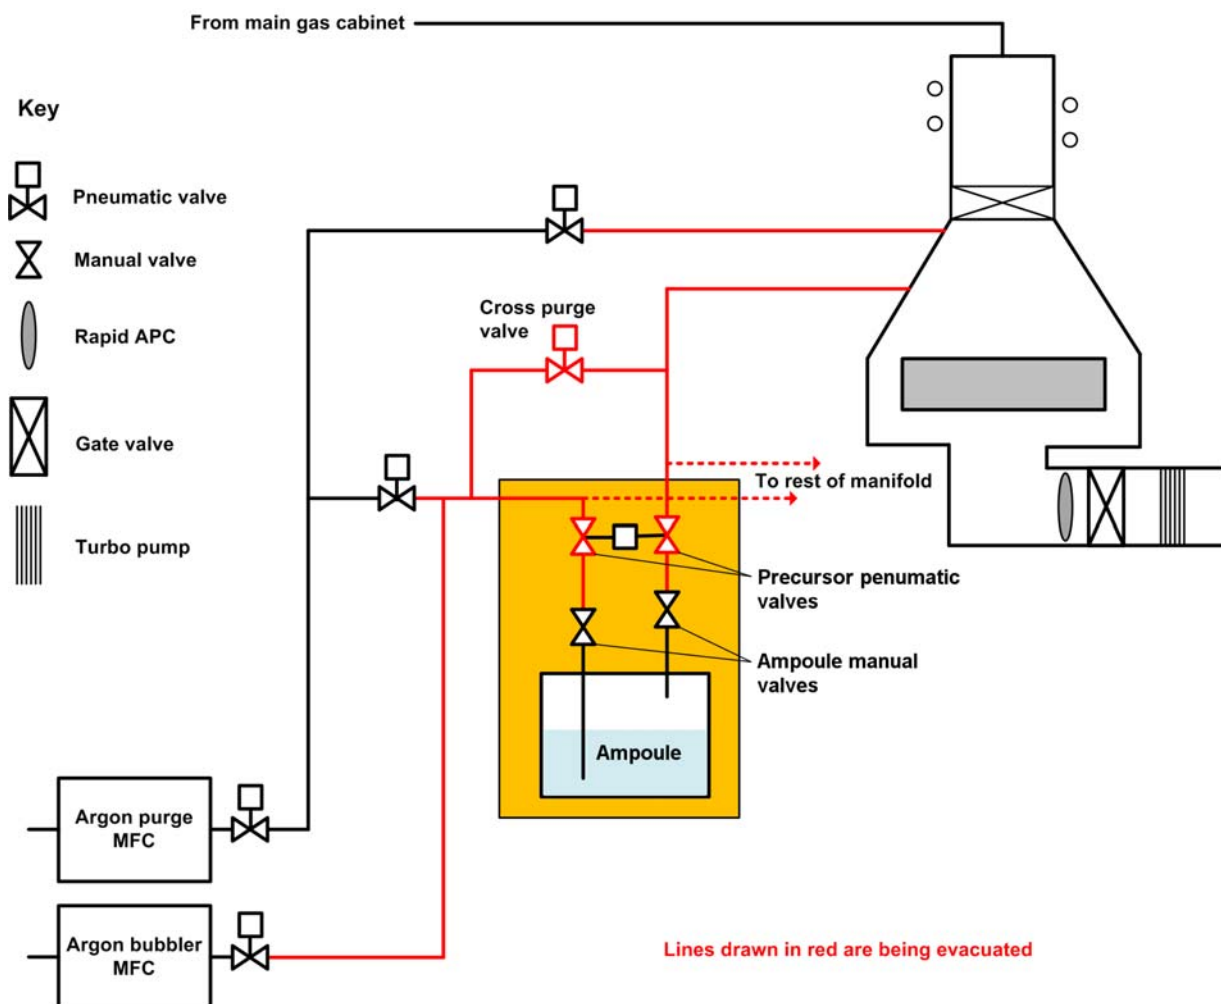 From main gas cabinet
Key
Pneumatic valve
Manual valve
Rapid APC
Gate valve
Turbo pump
Cross purge
valve
To rest of manifold
Precursor penumatic
valves
Ampoule manual
valves
Ampoule
Argon purge
MFC
Argon bubbler
MFC
Lines drawn in red are being evacuated